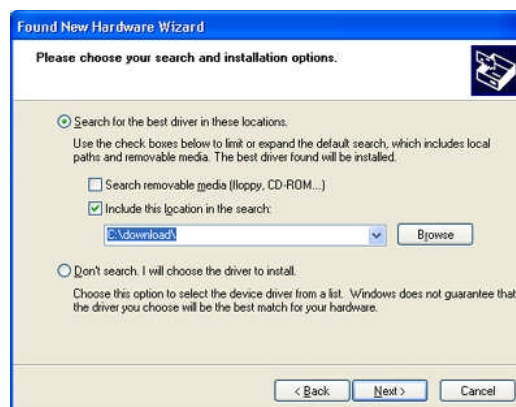 Found New Hardware Wizard
Please choose your search and installation options.
Search for the best driver in these locations.
Use the check boxes below to limit or expand the default search, which includes local
paths and removable media. The best driver found will be installed.
Search removable media (floppy, CD-ROM...)
Include this location in the search:
C:\download\
Browse
Don't search. I will choose the driver to install.
Choose this option to select the device driver from a list. Windows does not guarantee that
the driver you choose will be the best match for your hardware.
< Back
Next >
Cancel